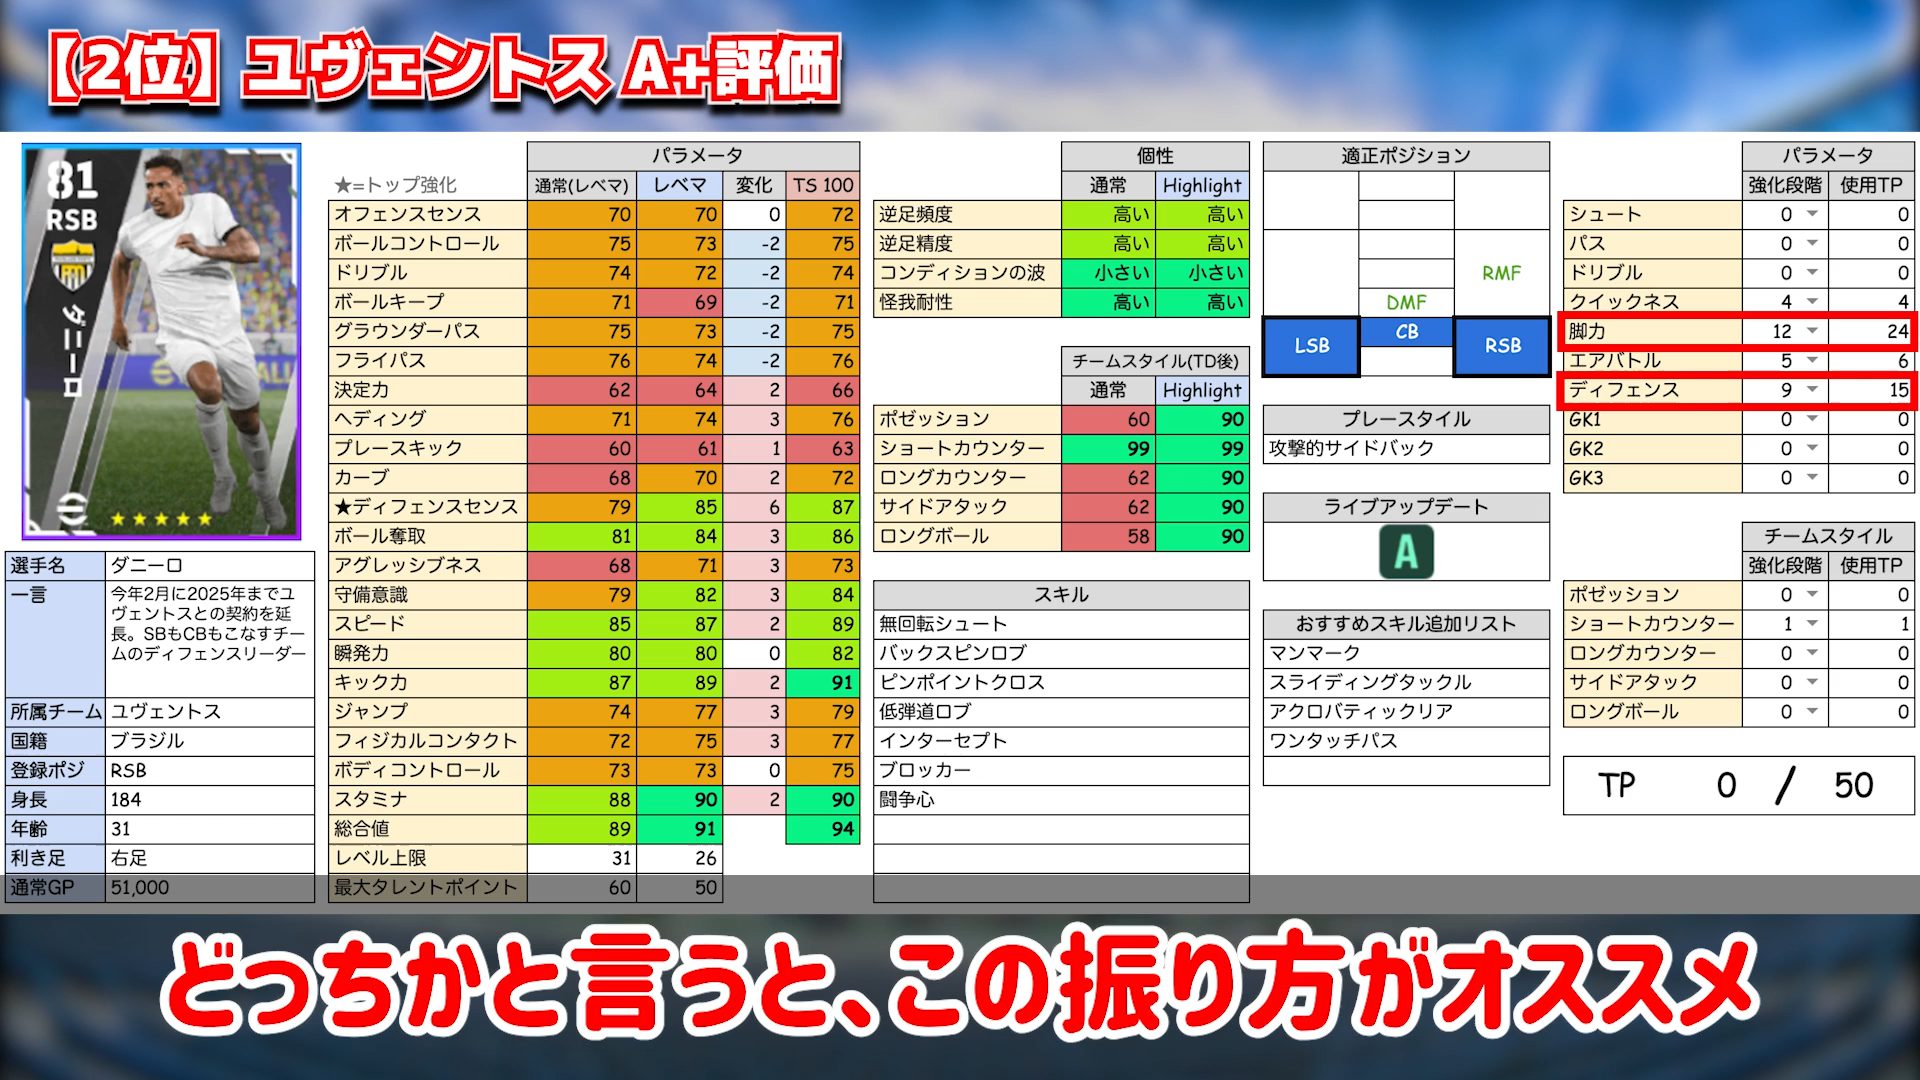 【2位】ユヴェントス A+評価
81
RSB
ダニーロ
選手名 ダニーロ
一言 今年2月に2025年までユ
ヴェントスとの契約を延
長。SBもCBもこなすチー
ムのディフェンスリーダー
所属チーム ユヴェントス
国籍 ブラジル
登録ポジ RSB
身長 184
年齢 31
利き足 右足
通常GP 51,000
パラメータ
★=トップ強化 通常(レベマ) レベマ 変化 TS 100
オフェンスセンス 70 70 0 72
ボールコントロール 75 73 -2 75
ドリブル 74 72 -2 74
ボールキープ 71 69 -2 71
グラウンダーパス 75 73 -2 75
フライパス 76 74 -2 76
決定力 62 64 2 66
ヘディング 71 74 3 76
プレースキック 60 61 1 63
カーブ 68 70 2 72
★ディフェンスセンス 79 85 6 87
ボール奪取 81 84 3 86
アグレッシブネス 68 71 3 73
守備意識 79 82 3 84
スピード 85 87 2 89
瞬発力 80 80 0 82
キック力 87 89 2 91
ジャンプ 74 77 3 79
フィジカルコンタクト 72 75 3 77
ボディコントロール 73 73 0 75
スタミナ 88 90 2 90
総合値 89 91 94
レベル上限 31 26
最大タレントポイント 60 50
個性
通常 Highlight
逆足頻度 高い 高い
逆足精度 高い 高い
コンディションの波 小さい 小さい
怪我耐性 高い 高い
チームスタイル(TD後)
通常 Highlight
ポゼッション 60 90
ショートカウンター 99 99
ロングカウンター 62 90
サイドアタック 62 90
ロングボール 58 90
スキル
無回転シュート
バックスピンロブ
ピンポイントクロス
低弾道ロブ
インターセプト
ブロッカー
闘争心
適正ポジション
RMF
DMF
LSB CB RSB
プレースタイル
攻撃的サイドバック
ライブアップデート
A
おすすめスキル追加リスト
マンマーク
スライディングタックル
アクロバティッククリア
ワンタッチパス
パラメータ
強化段階 使用TP
シュート 0 0
パス 0 0
ドリブル 0 0
クイックネス 4 4
脚力 12 24
エアバトル 5 6
ディフェンス 9 15
GK1 0 0
GK2 0 0
GK3 0 0
チームスタイル
強化段階 使用TP
ポゼッション 0 0
ショートカウンター 1 1
ロングカウンター 0 0
サイドアタック 0 0
ロングボール 0 0
TP 0 / 50
どっちかと言うと、この振り方がオススメ